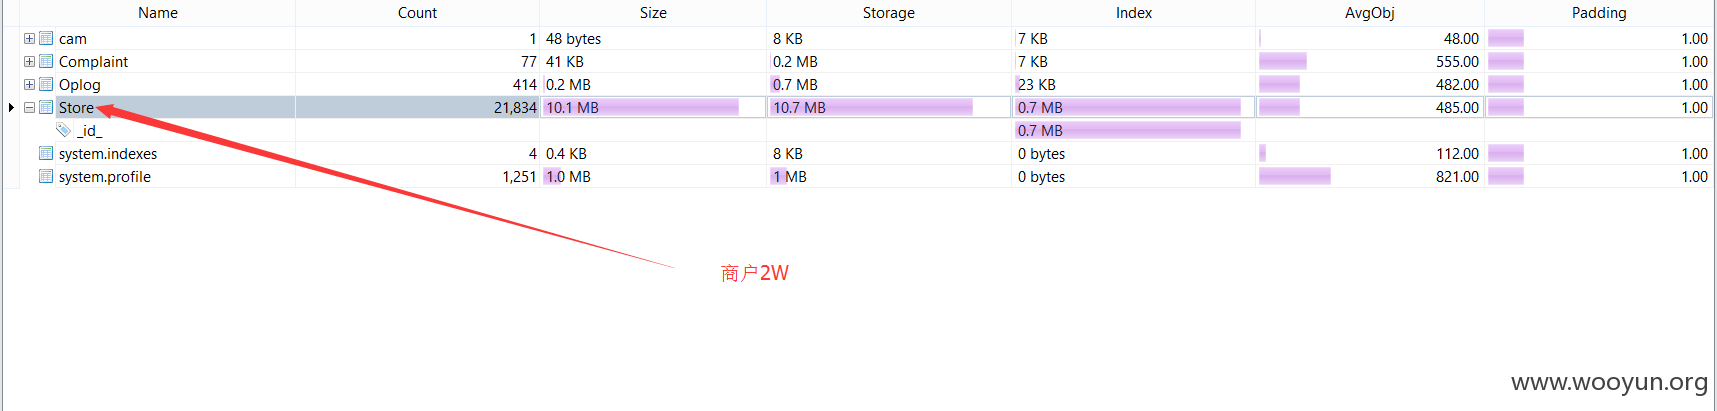 Name Count Size Storage Index AvgObj Padding
cam 1 48 bytes 8 KB 7 KB 48.00 1.00
Complaint 77 41 KB 0.2 MB 7 KB 555.00 1.00
Oplog 414 0.2 MB 0.7 MB 23 KB 482.00 1.00
Store 21,834 10.1 MB 10.7 MB 0.7 MB 485.00 1.00
_id_ 0.7 MB
system.indexes 4 0.4 KB 8 KB 0 bytes 112.00 1.00
system.profile 1,251 1.0 MB 1 MB 0 bytes 821.00 1.00
商户2W
www.wooyun.org